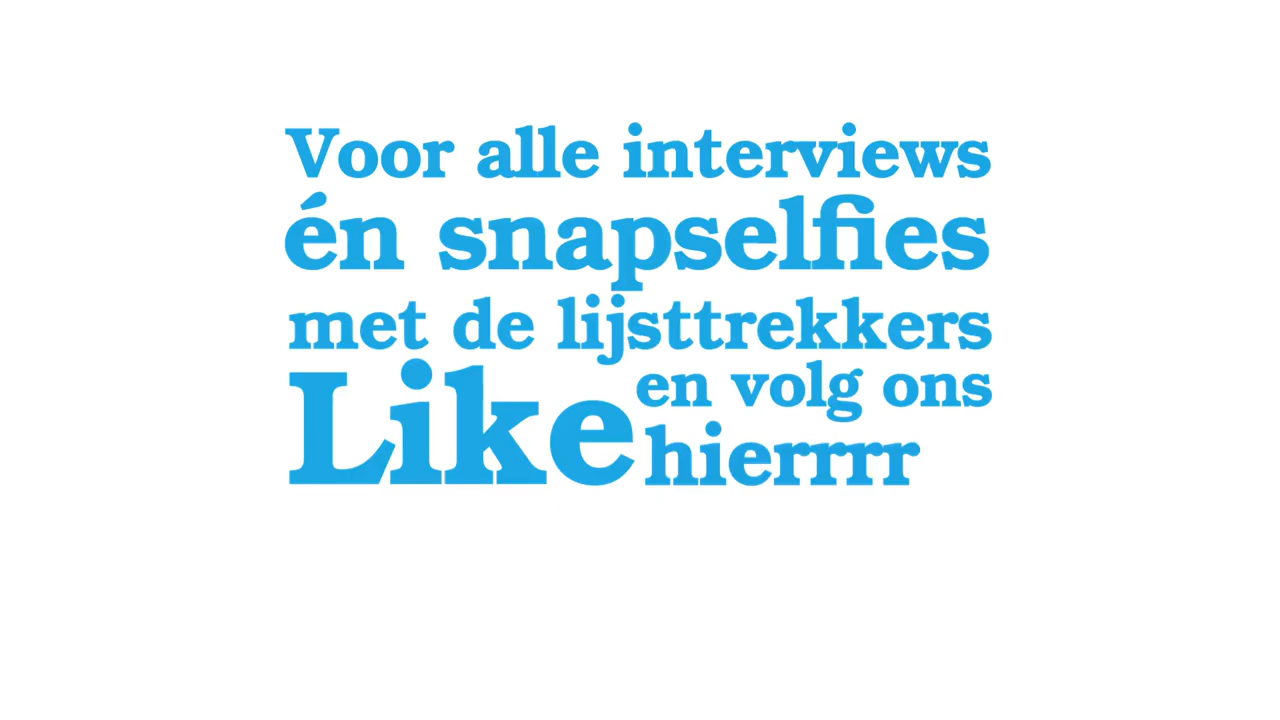 Voor alle interviews
én snapselfies
met de lijsttrekkers
Like en volg ons
hierrrr